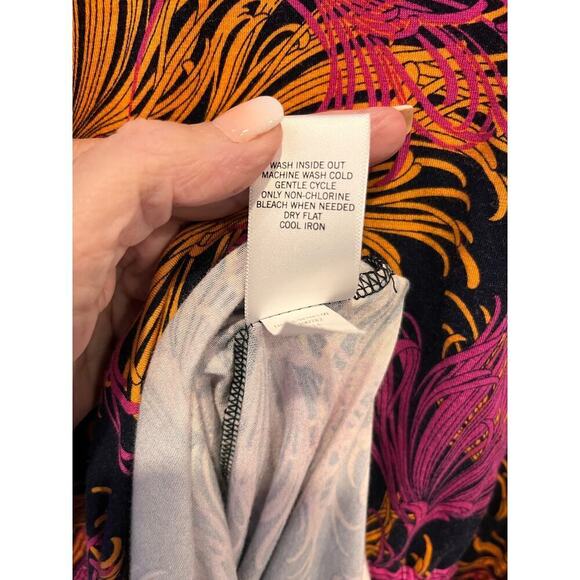 WASH INSIDE OUT
MACHINE WASH COLD
GENTLE CYCLE
ONLY NON-CHLORINE
BLEACH WHEN NEEDED
DRY FLAT
COOL IRON